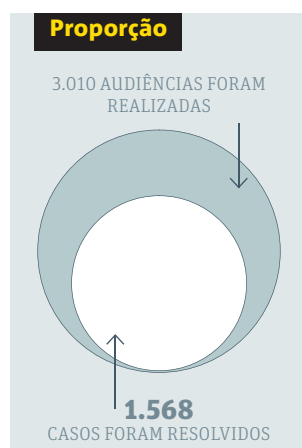 Proporção
3.010 AUDIÊNCIAS FORAM
REALIZADAS
1.568
CASOS FORAM RESOLVIDOS